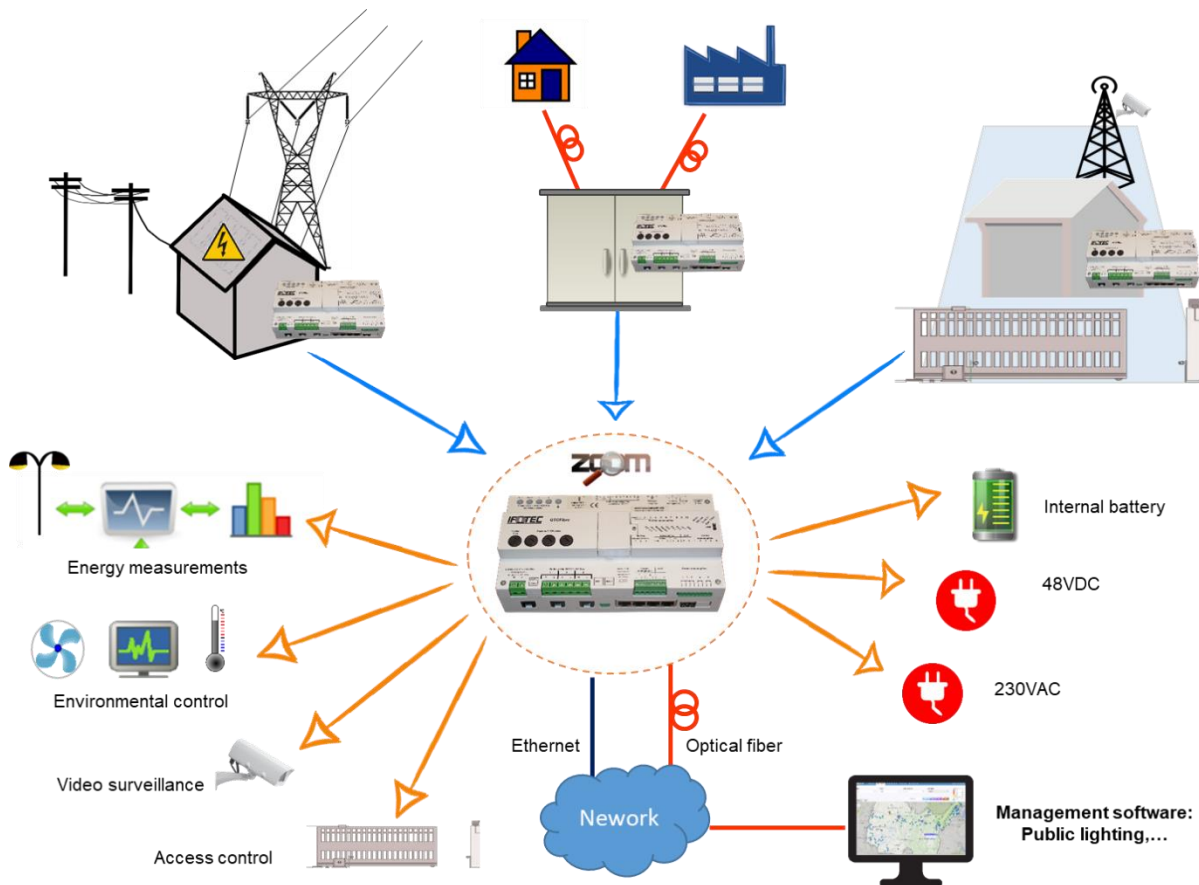 zoom
IFOTEC
Energy measurements
Environmental control
Video surveillance
Access control
Internal battery
48VDC
230VAC
Ethernet
Optical fiber
Nework
Management software:
Public lighting,...